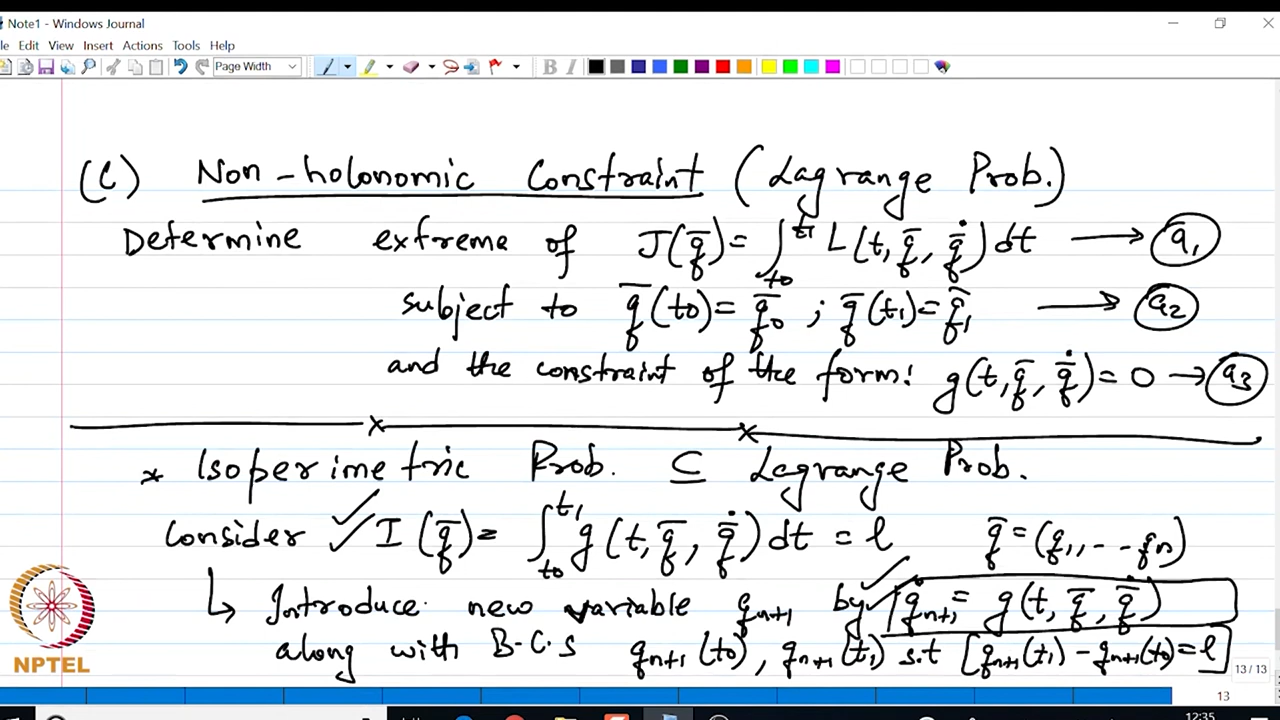 Note1 - Windows Journal
le Edit View Insert Actions Tools Help
Page Width
B I
(C) Non-holonomic Constraint (Lagrange Prob.)
Determine extreme of J(q̄) = ∫_{t0}^{t1} L(t, q̄, q̄̇) dt → (a1)
subject to q̄(t0) = q̄0 ; q̄(t1) = q̄1 → (a2)
and the constraint of the form: g(t, q̄, q̄̇) = 0 → (a3)
* Isoperimetric Prob. ⊆ Lagrange Prob.
Consider I(q̄) = ∫_{t0}^{t1} g(t, q̄, q̄̇) dt = l q̄ = (q1, - - qn)
↳ Introduce new variable qn+1 by q̇n+1 = g(t, q̄, q̄̇)
along with B.C.s qn+1(t0), qn+1(t1) s.t [qn+1(t1) - qn+1(t0) = l]
NPTEL
13 / 13
13
12:35